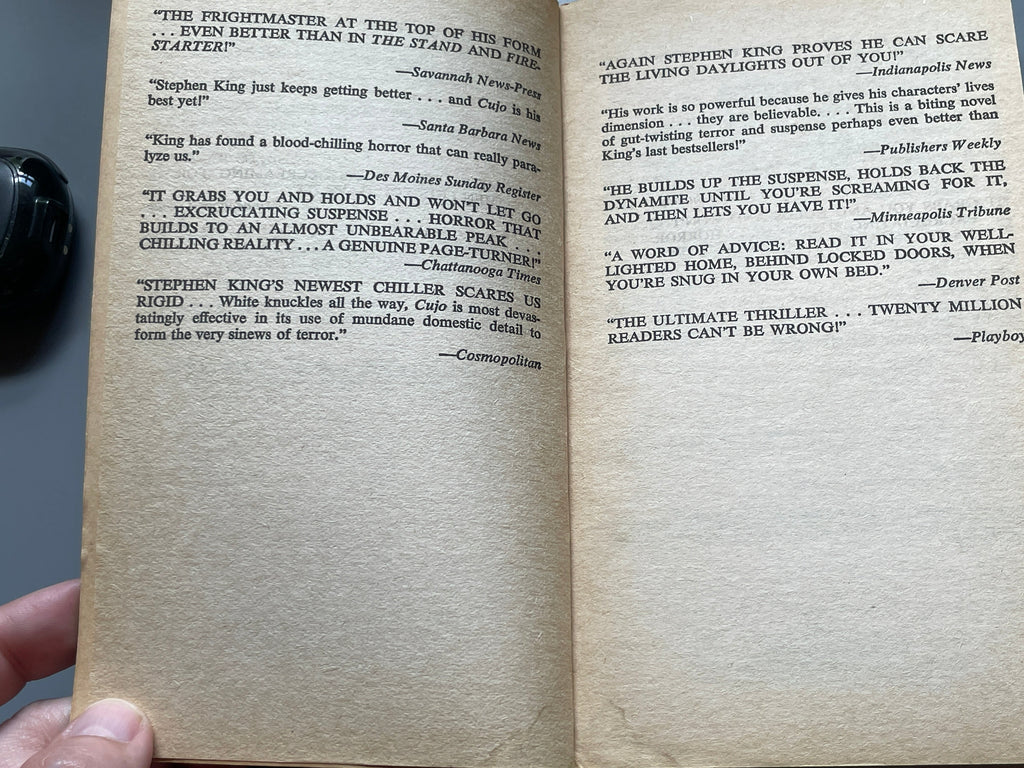 “THE FRIGHTMASTER AT THE TOP OF HIS FORM
. . . EVEN BETTER THAN IN THE STAND AND FIRE-
STARTER!”
—Savannah News-Press
“Stephen King just keeps getting better . . . and Cujo is his
best yet!”
—Santa Barbara News
“King has found a blood-chilling horror that can really para-
lyze us.”
—Des Moines Sunday Register
“IT GRABS YOU AND HOLDS AND WON’T LET GO
. . . EXCRUCIATING SUSPENSE . . . HORROR THAT
BUILDS TO AN ALMOST UNBEARABLE PEAK . . .
CHILLING REALITY . . . A GENUINE PAGE-TURNER!”
—Chattanooga Times
“STEPHEN KING’S NEWEST CHILLER SCARES US
RIGID . . . White knuckles all the way, Cujo is most devas-
tatingly effective in its use of mundane domestic detail to
form the very sinews of terror.”
—Cosmopolitan
“AGAIN STEPHEN KING PROVES HE CAN SCARE
THE LIVING DAYLIGHTS OUT OF YOU!”
—Indianapolis News
“His work is so powerful because he gives his characters’ lives
dimension . . . they are believable. . . . This is a biting novel
of gut-twisting terror and suspense perhaps even better than
King’s last bestsellers!”
—Publishers Weekly
“HE BUILDS UP THE SUSPENSE, HOLDS BACK THE
DYNAMITE UNTIL YOU’RE SCREAMING FOR IT,
AND THEN LETS YOU HAVE IT!”
—Minneapolis Tribune
“A WORD OF ADVICE: READ IT IN YOUR WELL-
LIGHTED HOME, BEHIND LOCKED DOORS, WHEN
YOU’RE SNUG IN YOUR OWN BED.”
—Denver Post
“THE ULTIMATE THRILLER . . . TWENTY MILLION
READERS CAN’T BE WRONG!”
—Playboy